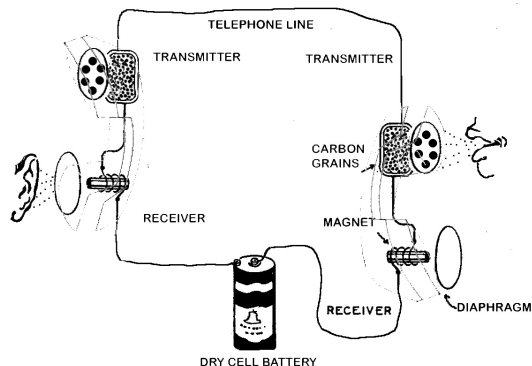 TELEPHONE LINE
TRANSMITTER
TRANSMITTER
CARBON
GRAINS
RECEIVER
MAGNET
RECEIVER
DIAPHRAGM
DRY CELL BATTERY